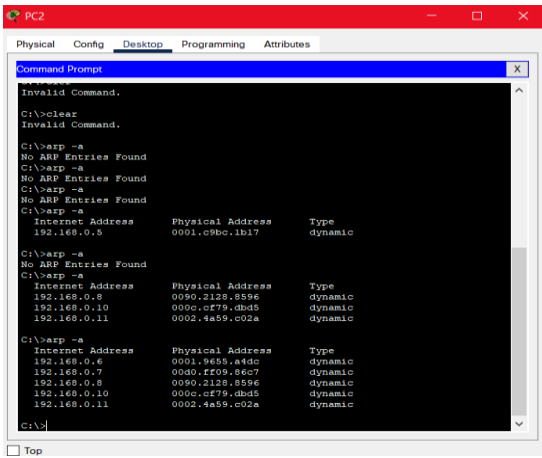 PC2
Physical Config Desktop Programming Attributes
Command Prompt
X
Invalid Command.
C:\>clear
Invalid Command.
C:\>arp -a
No ARP Entries Found
C:\>arp -a
No ARP Entries Found
C:\>arp -a
No ARP Entries Found
C:\>arp -a
Internet Address Physical Address Type
192.168.0.5 0001.c9bc.1b17 dynamic
C:\>arp -a
No ARP Entries Found
C:\>arp -a
Internet Address Physical Address Type
192.168.0.8 0090.2128.8596 dynamic
192.168.0.10 000c.cf79.dbd5 dynamic
192.168.0.11 0002.4a59.c02a dynamic
C:\>arp -a
Internet Address Physical Address Type
192.168.0.6 0001.9655.a4dc dynamic
192.168.0.7 00d0.ff09.86c7 dynamic
192.168.0.8 0090.2128.8596 dynamic
192.168.0.10 000c.cf79.dbd5 dynamic
192.168.0.11 0002.4a59.c02a dynamic
C:\>
Top